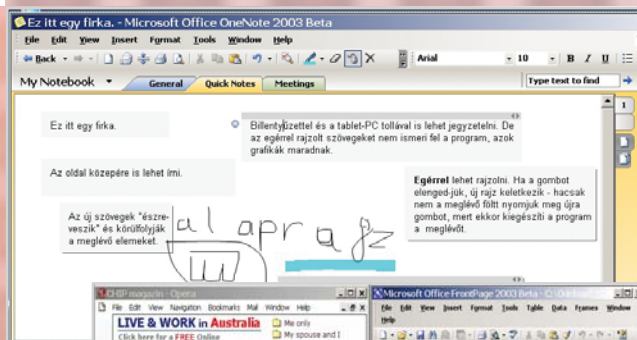 Ez itt egy firka. - Microsoft Office OneNote 2003 Beta
File Edit View Insert Format Tools Window Help
Back Arial 10 B I U
My Notebook General Quick Notes Meetings Type text to find
1
Ez itt egy firka.
Billentyűzettel és a tablet-PC tollával is lehet jegyzetelni. De
az egérrel rajzolt szövegeket nem ismeri fel a program, azok
grafikák maradnak.
Az oldal közepére is lehet írni.
Egérrel lehet rajzolni. Ha a gombot
elenged-jük, új rajz keletkezik - hacsak
nem a meglévő föltt nyomjuk meg újra
gombot, mert ekkor kiegészíti a program
a meglévőt.
Az új szövegek "észre-
veszik" és körülfolyják
a meglévő elemeket.
al apr
CHIP magazin - Opera
File Edit View Navigation Bookmarks Mail Window Help
LIVE & WORK in Australia
Click here for a FREE Online
Me only
My spouse and I
Microsoft Office FrontPage 2003 Beta
File Edit View Insert Format Tools Table Data Frames Window
Help